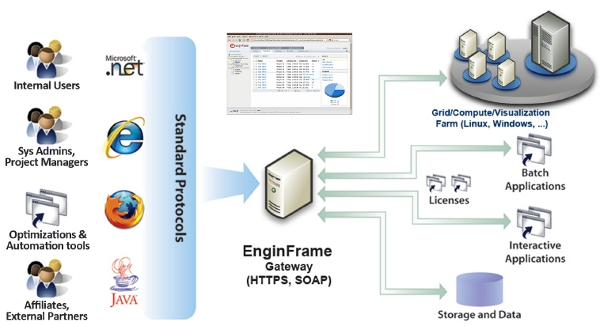 Internal Users
Microsoft
.net
Sys Admins,
Project Managers
Optimizations &
Automation tools
Affiliates,
External Partners
JAVA
Standard Protocols
EnginFrame
Gateway
(HTTPS, SOAP)
Grid/Compute/Visualization
Farm (Linux, Windows, ...)
Batch
Applications
Licenses
Interactive
Applications
Storage and Data